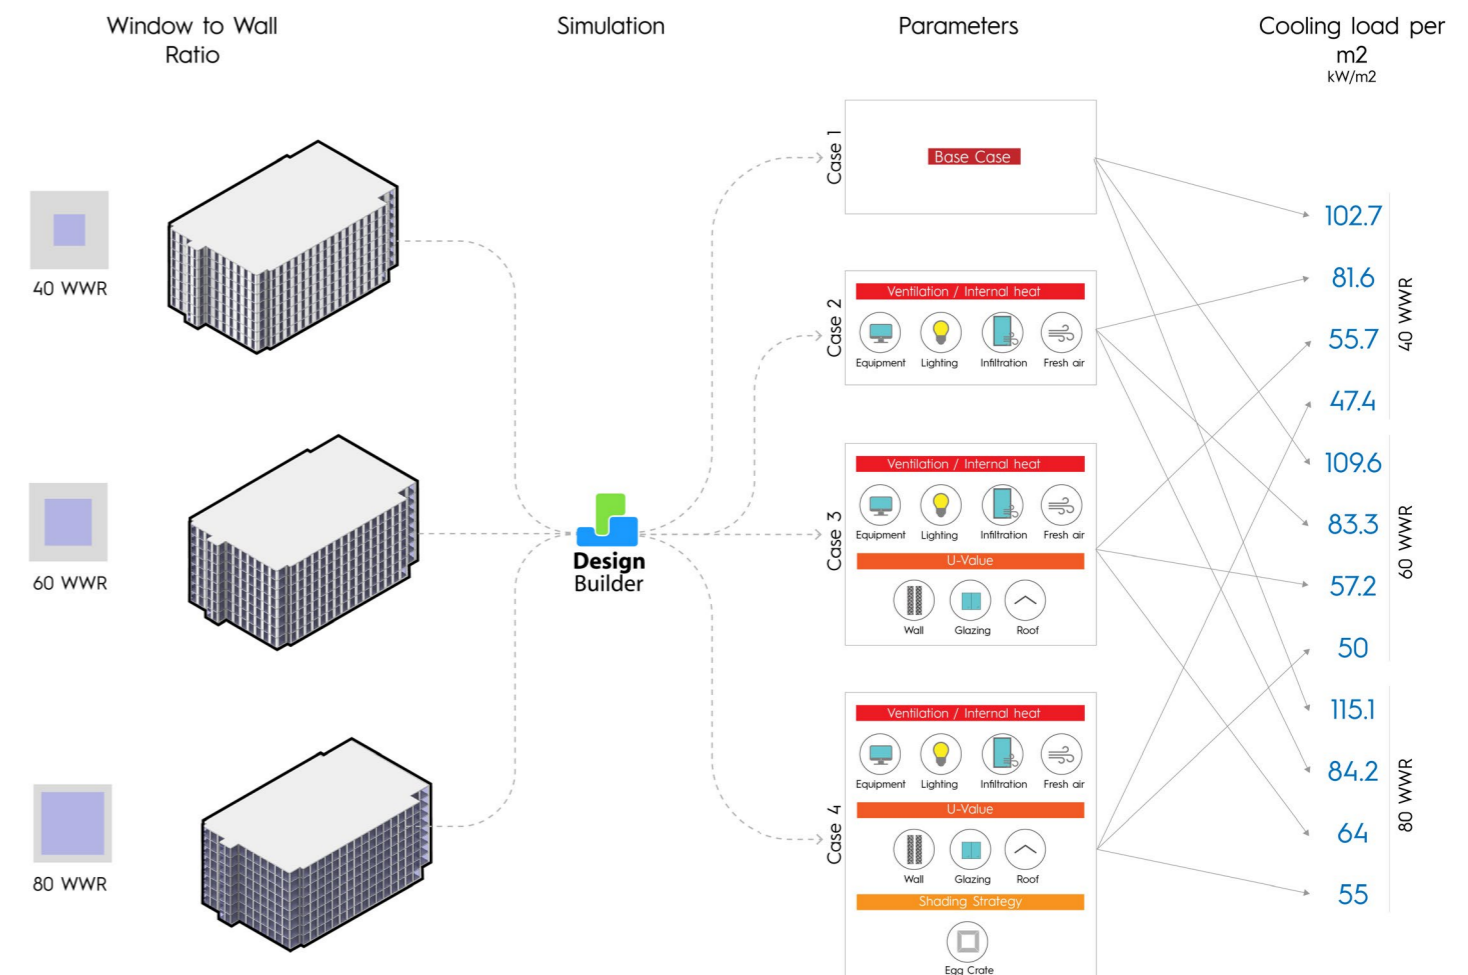 Window to Wall
Ratio
Simulation
Parameters
Cooling load per
m2
kW/m2
40 WWR
60 WWR
80 WWR
Design
Builder
Case 1
Base Case
Case 2
Ventilation / Internal heat
Equipment Lighting Infiltration Fresh air
Case 3
Ventilation / Internal heat
Equipment Lighting Infiltration Fresh air
U-Value
Wall Glazing Roof
Case 4
Ventilation / Internal heat
Equipment Lighting Infiltration Fresh air
U-Value
Wall Glazing Roof
Shading Strategy
Egg Crate
102.7
81.6
55.7
47.4
40 WWR
109.6
83.3
57.2
50
60 WWR
115.1
84.2
64
55
80 WWR